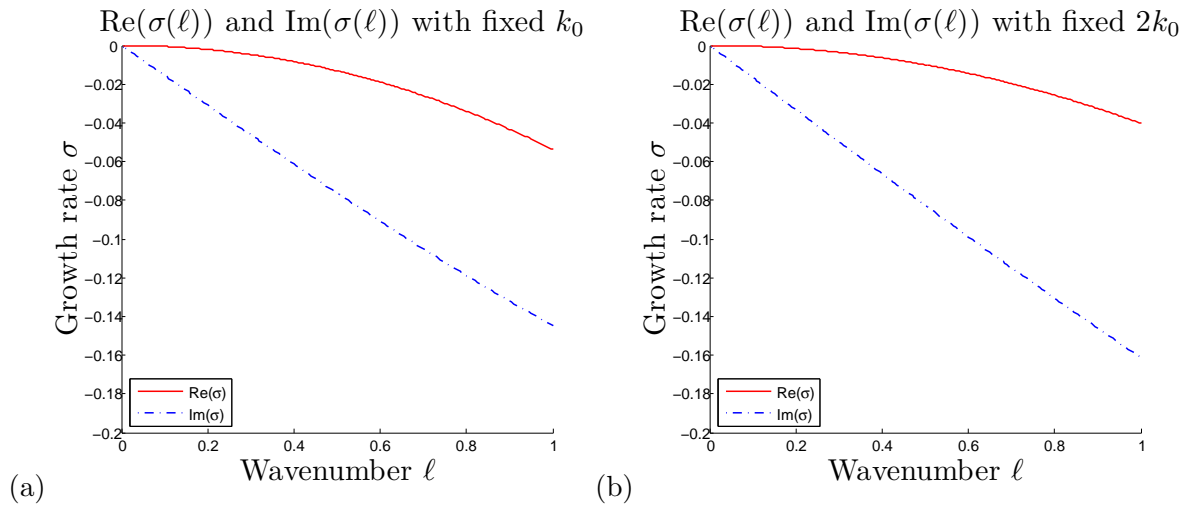 Re(σ(ℓ)) and Im(σ(ℓ)) with fixed k₀
0
−0.02
−0.04
−0.06
−0.08
−0.1
−0.12
−0.14
−0.16
−0.18
−0.2
Growth rate σ
Re(σ)
Im(σ)
0 0.2 0.4 0.6 0.8 1
Wavenumber ℓ
(a)
Re(σ(ℓ)) and Im(σ(ℓ)) with fixed 2k₀
0
−0.02
−0.04
−0.06
−0.08
−0.1
−0.12
−0.14
−0.16
−0.18
−0.2
Growth rate σ
Re(σ)
Im(σ)
0 0.2 0.4 0.6 0.8 1
Wavenumber ℓ
(b)